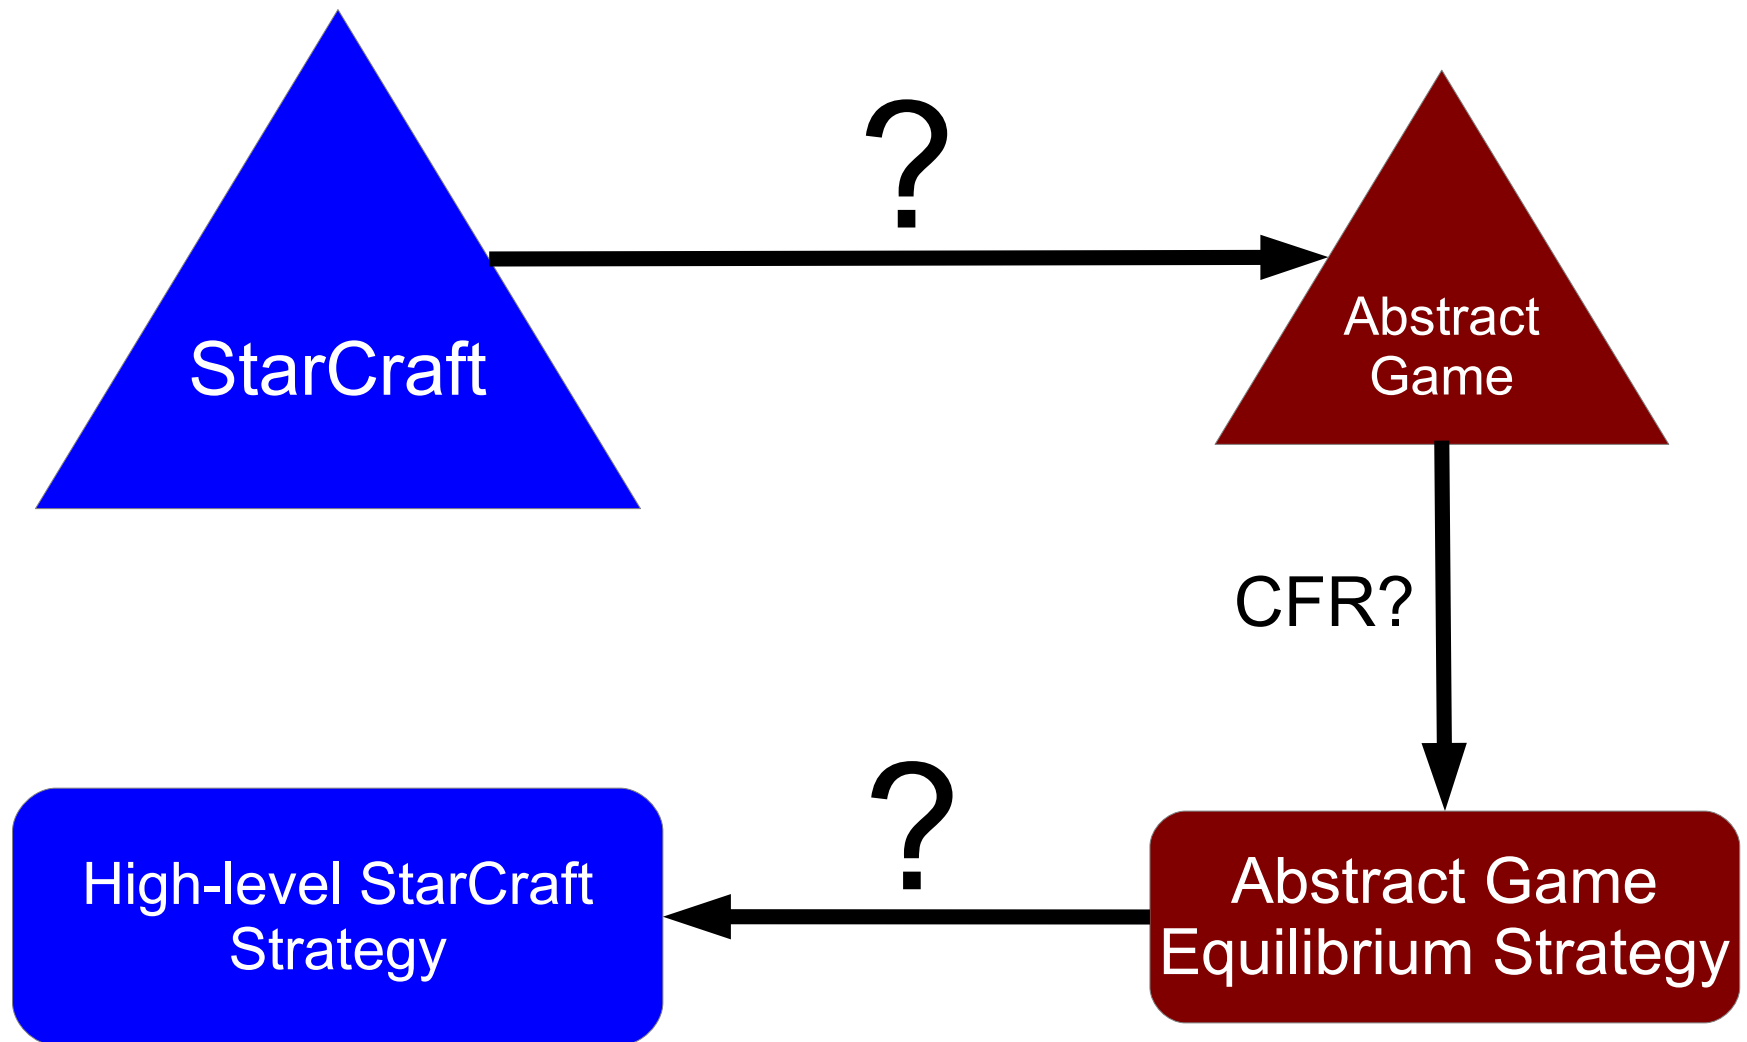 ?
StarCraft
Abstract
Game
CFR?
?
High-level StarCraft
Strategy
Abstract Game
Equilibrium Strategy